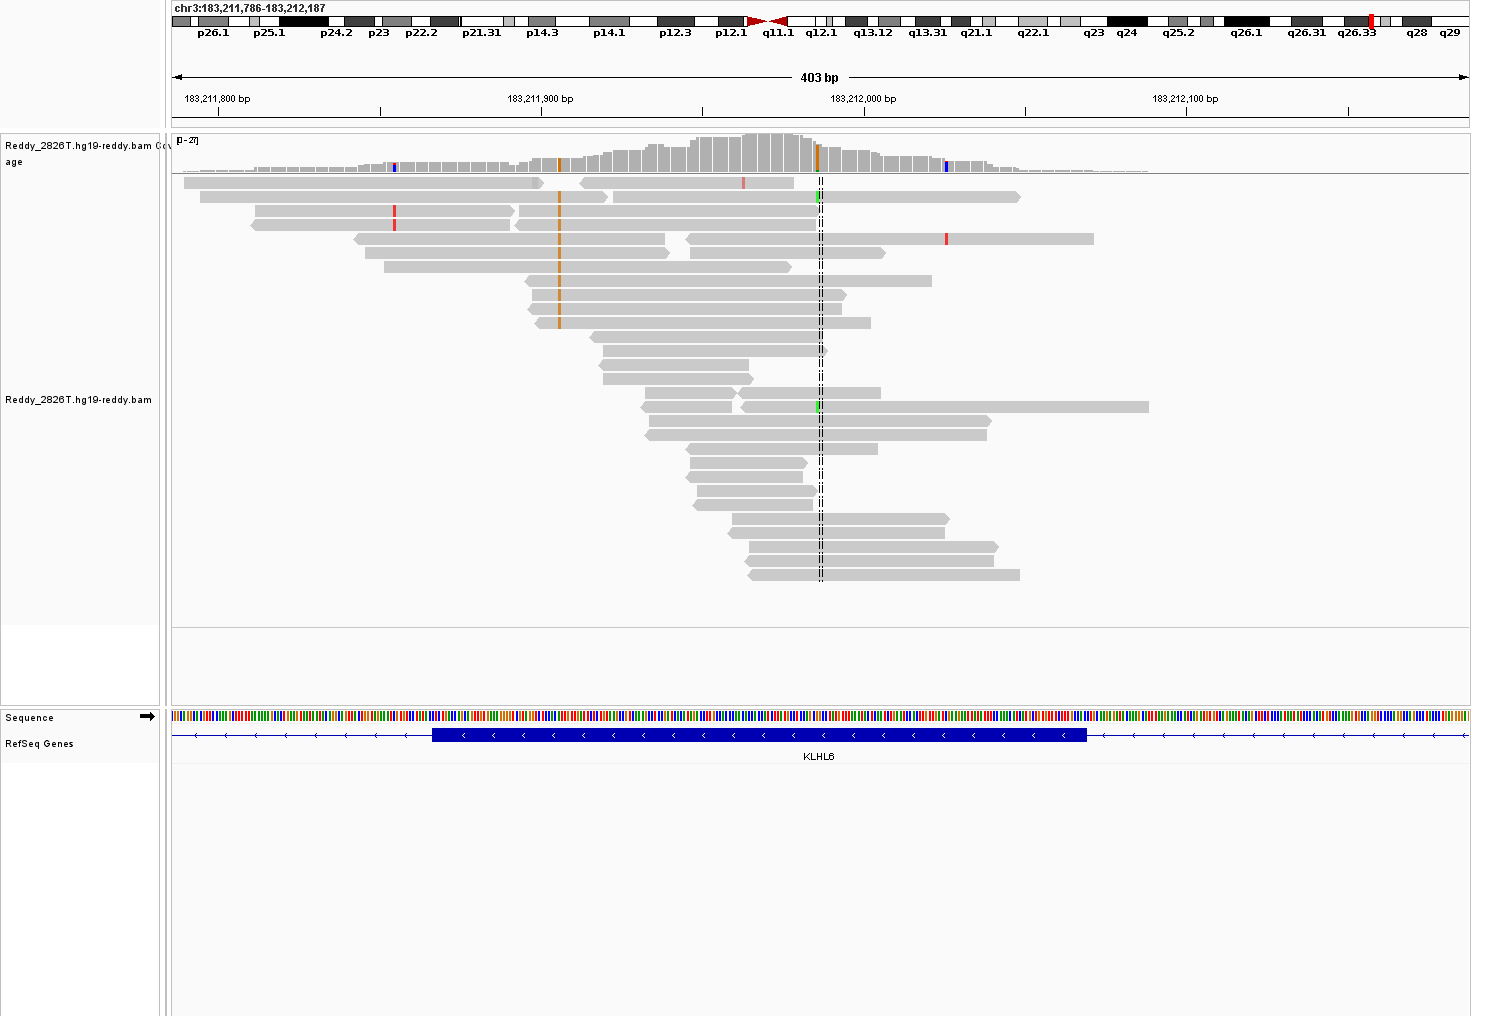 chr3:183,211,786-183,212,187
p26.1 p25.1 p24.2 p23 p22.2 p21.31 p14.3 p14.1 p12.3 p12.1 q11.1 q12.1 q13.12 q13.31 q21.1 q22.1 q23 q24 q25.2 q26.1 q26.31 q26.33 q28 q29
403 bp
183,211,800 bp 183,211,900 bp 183,212,000 bp 183,212,100 bp
Reddy_2826T.hg19-reddy.bam Cov
age
[0 - 27]
Reddy_2826T.hg19-reddy.bam
Sequence
RefSeq Genes
KLHL6